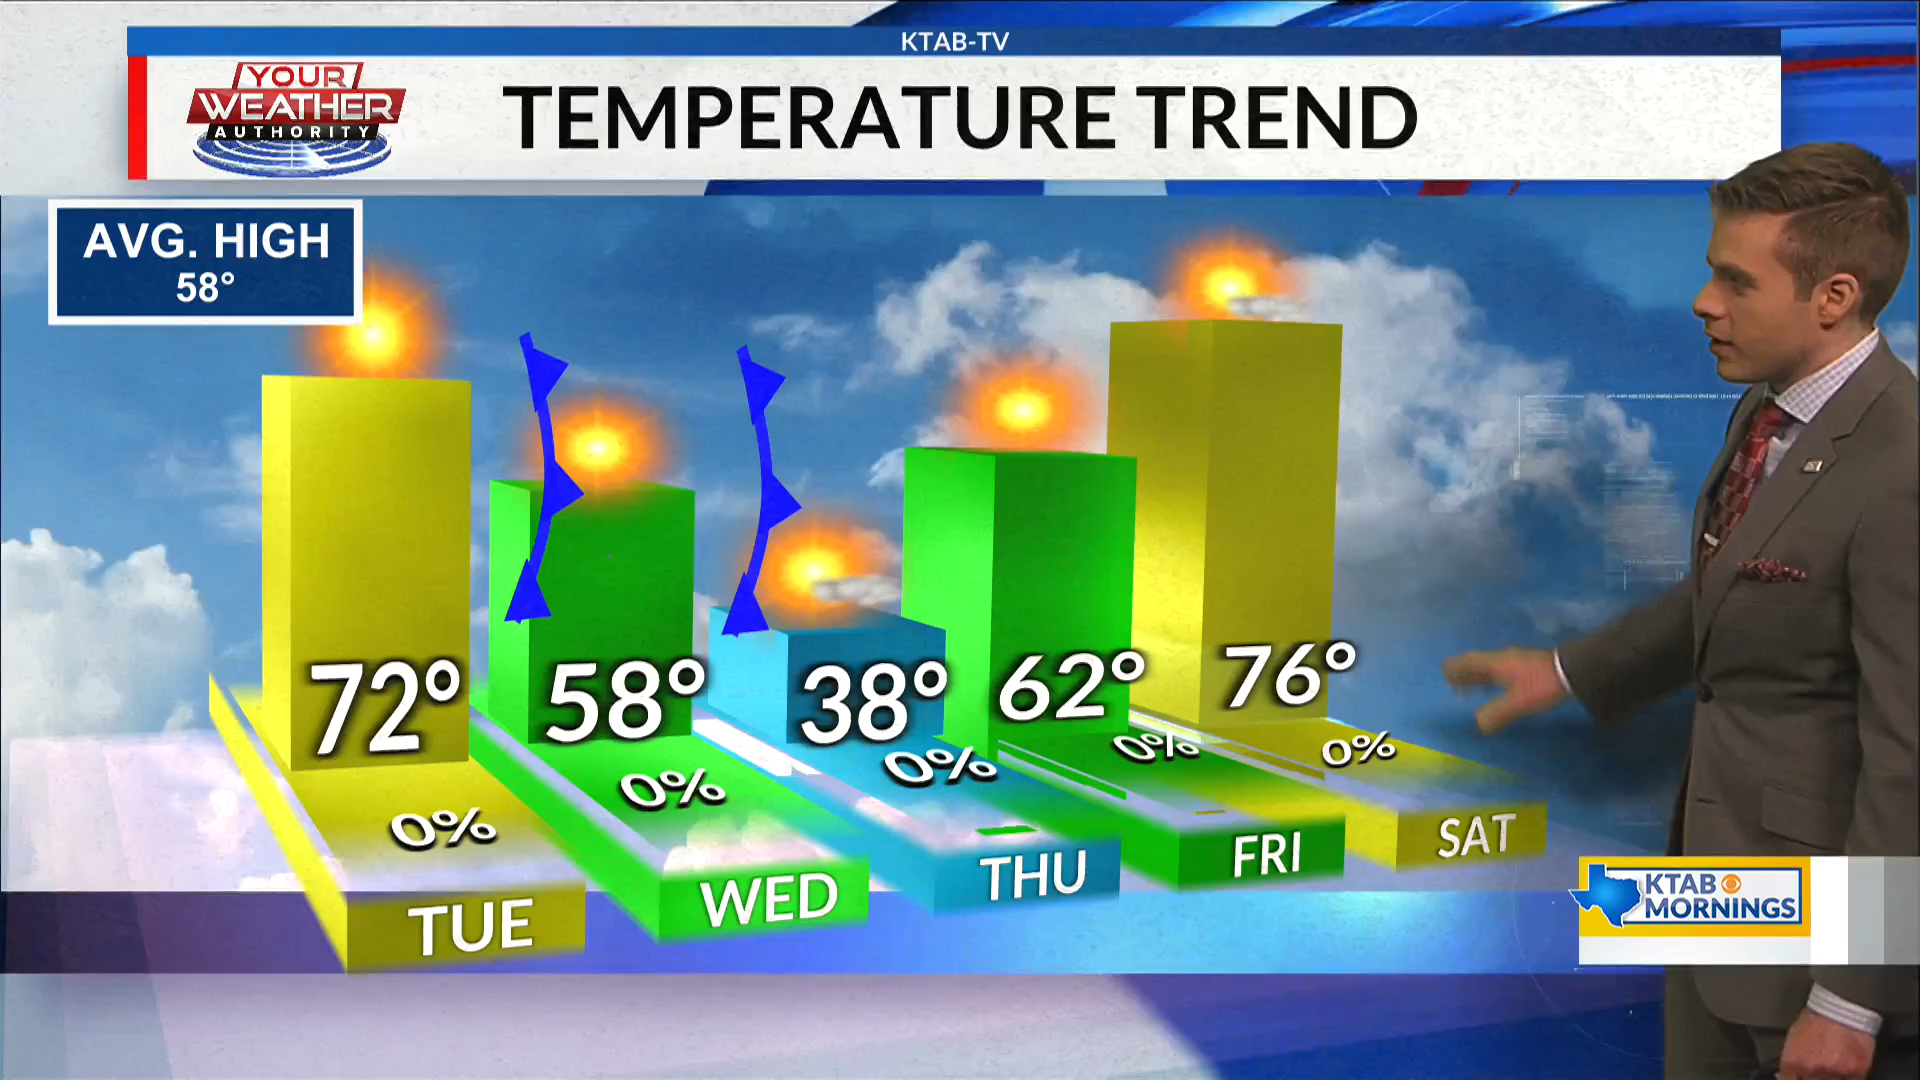 KTAB-TV
YOUR
WEATHER
AUTHORITY
TEMPERATURE TREND
AVG. HIGH
58°
72° 58° 38° 62° 76°
0% 0% 0% 0% 0%
TUE WED THU FRI SAT
KTAB
MORNINGS